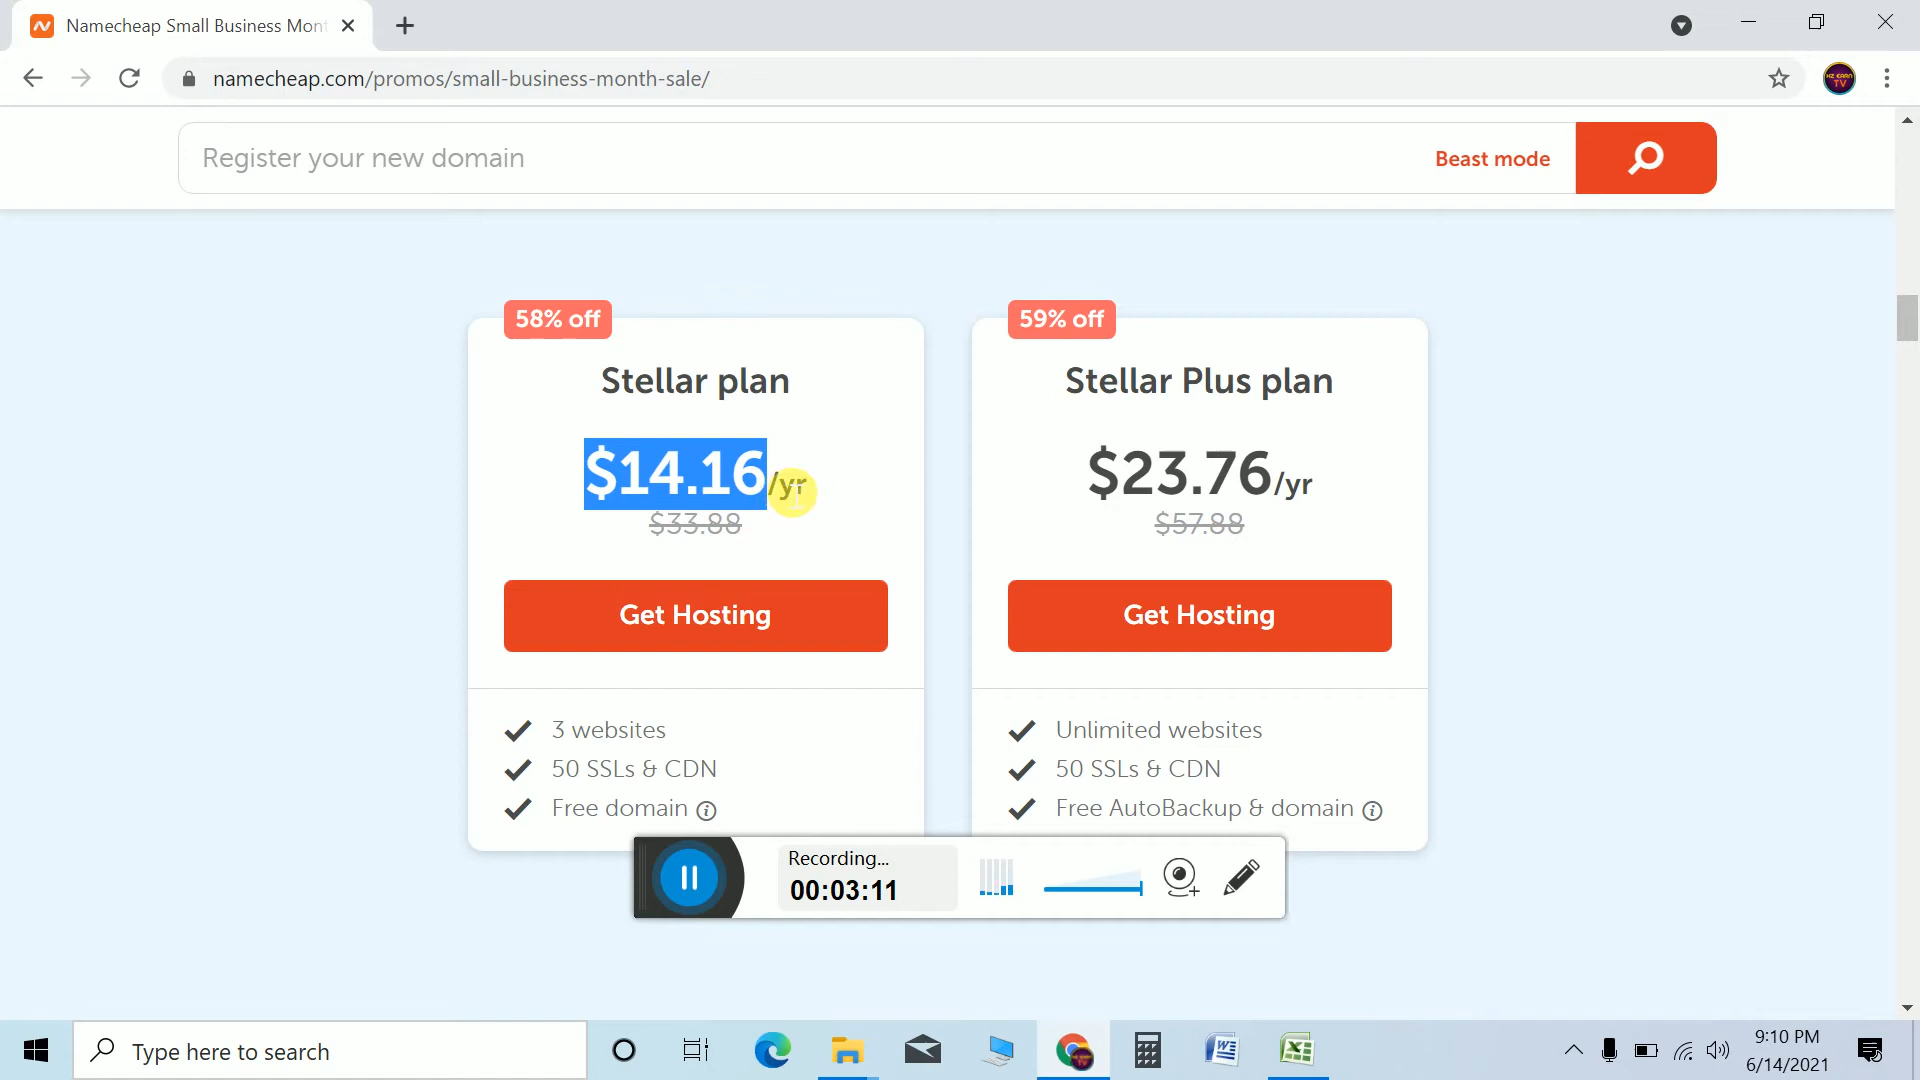 Namecheap Small Business Mont
namecheap.com/promos/small-business-month-sale/
HZ EARN
TV
Register your new domain
Beast mode
58% off
Stellar plan
$14.16/yr
$33.88
Get Hosting
3 websites
50 SSLs & CDN
Free domain
59% off
Stellar Plus plan
$23.76/yr
$57.88
Get Hosting
Unlimited websites
50 SSLs & CDN
Free AutoBackup & domain
Recording...
00:03:11
Type here to search
9:10 PM
6/14/2021